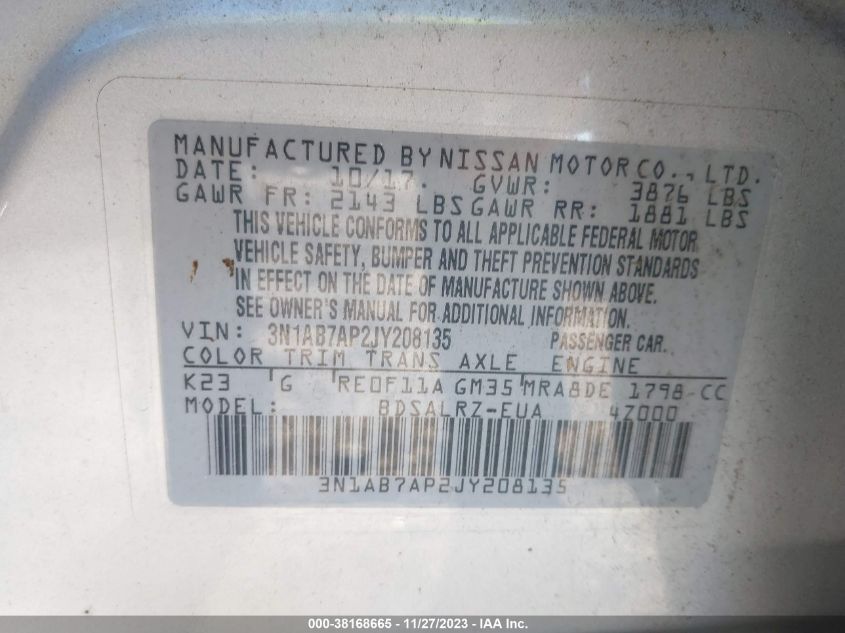 MANUFACTURED BY NISSAN MOTOR CO., LTD.
DATE: 10/17. GVWR: 3876 LBS
GAWR FR: 2143 LBS GAWR RR: 1881 LBS
THIS VEHICLE CONFORMS TO ALL APPLICABLE FEDERAL MOTOR
VEHICLE SAFETY, BUMPER AND THEFT PREVENTION STANDARDS
IN EFFECT ON THE DATE OF MANUFACTURE SHOWN ABOVE.
SEE OWNER'S MANUAL FOR ADDITIONAL INFORMATION.
VIN: 3N1AB7AP2JY208135 PASSENGER CAR.
COLOR TRIM TRANS AXLE ENGINE
K23 G RE0F11A GM35 MRA8DE 1798 CC
MODEL: BDSALRZ-EUA 4Z000
3N1AB7AP2JY208135
000-38168665 - 11/27/2023 - IAAI.com